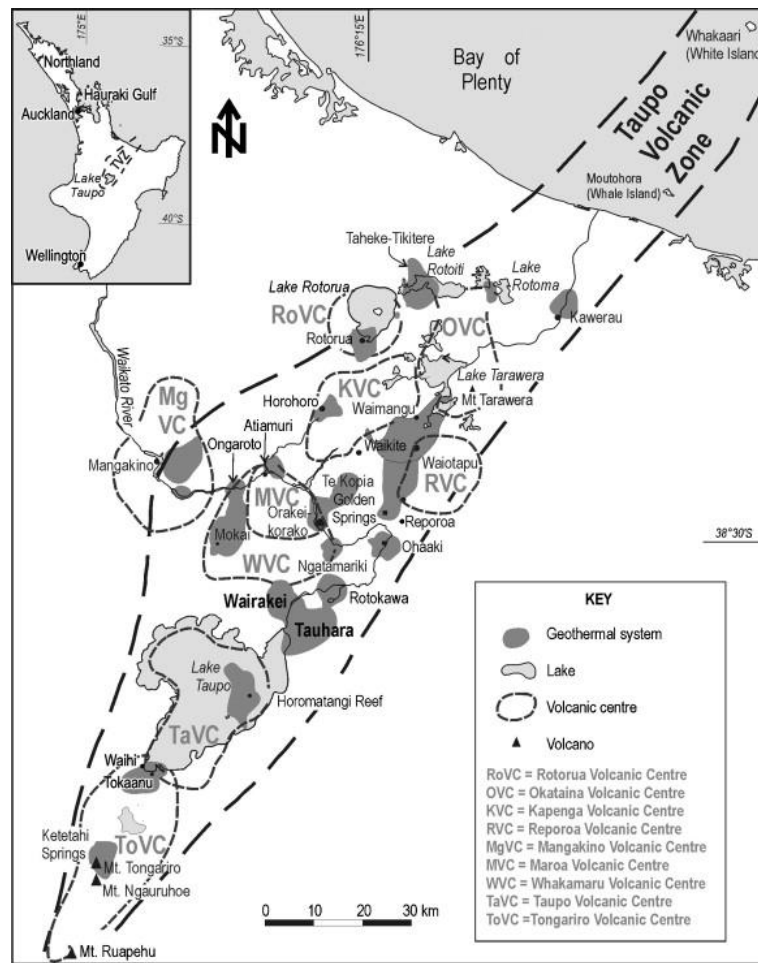 175°E
35°S
Northland
Hauraki Gulf
Auckland
TVZ
Lake
Taupo
40°S
Wellington
N
176°15'E
Bay of
Plenty
Whakaari
(White Island)
Taupo
Volcanic
Zone
Moutohora
(Whale Island)
Taheke-Tikitere
Lake
Rotoiti
Lake
Rotoma
Lake Rotorua
RoVC
Rotorua
OVC
Kawerau
Waikato River
Mg
VC
KVC
Lake Tarawera
Mt Tarawera
Horohoro
Waimangu
Atiamuri
Ongaroto
Mangakino
Waikite
Waiotapu
RVC
Te Kopia
Golden
Springs
MVC
Orakei-
korako
Reporoa
Mokai
Ohaaki
38°30'S
WVC
Ngatamariki
Wairakei
Rotokawa
Tauhara
Lake
Taupo
Horomatangi Reef
TaVC
Waihi
Tokaanu
Ketetahi
Springs
ToVC
Mt. Tongariro
Mt. Ngauruhoe
Mt. Ruapehu
0 10 20 30 km
KEY
Geothermal system
Lake
Volcanic centre
Volcano
RoVC = Rotorua Volcanic Centre
OVC = Okataina Volcanic Centre
KVC = Kapenga Volcanic Centre
RVC = Reporoa Volcanic Centre
MgVC = Mangakino Volcanic Centre
MVC = Maroa Volcanic Centre
WVC = Whakamaru Volcanic Centre
TaVC = Taupo Volcanic Centre
ToVC =Tongariro Volcanic Centre